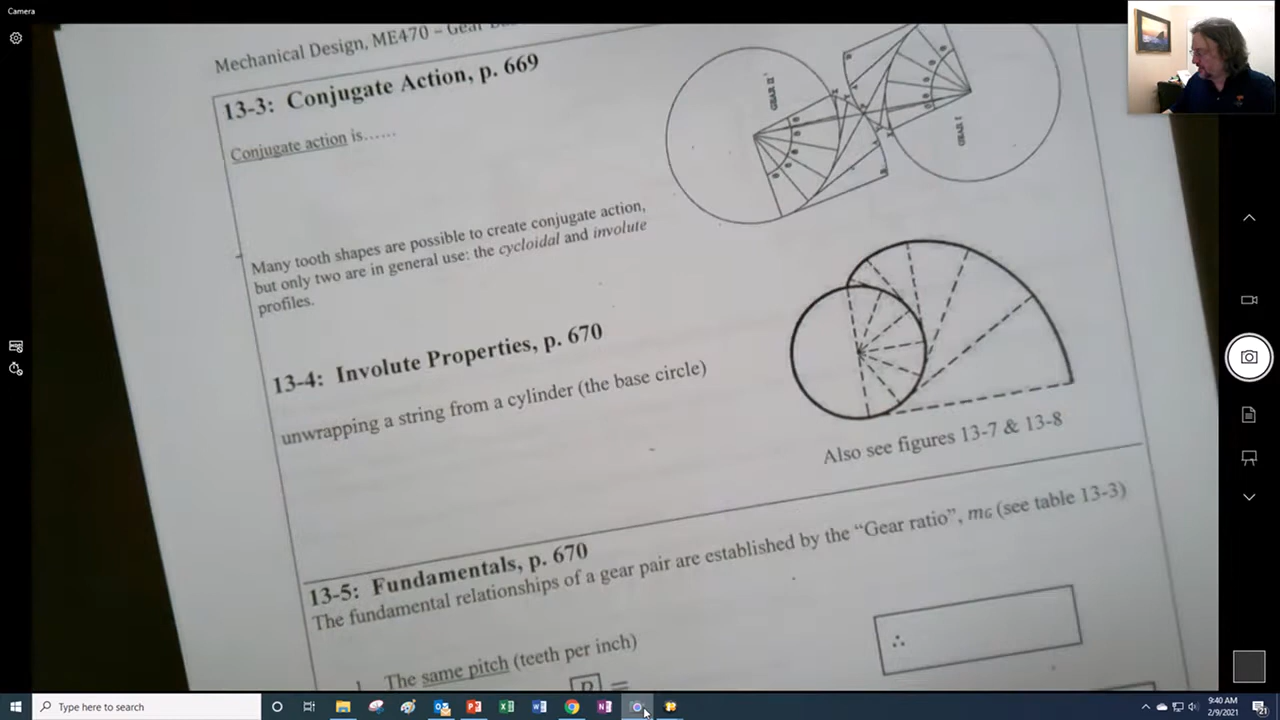 Camera
Mechanical Design, ME470 – Gear
13-3: Conjugate Action, p. 669
Conjugate action is……
GEAR II
GEAR I
Many tooth shapes are possible to create conjugate action,
but only two are in general use: the cycloidal and involute
profiles.
13-4: Involute Properties, p. 670
unwrapping a string from a cylinder (the base circle)
Also see figures 13-7 & 13-8
13-5: Fundamentals, p. 670
The fundamental relationships of a gear pair are established by the “Gear ratio”, mG (see table 13-3)
∴
1. The same pitch (teeth per inch)
P =
Type here to search
9:40 AM
2/9/2021
21